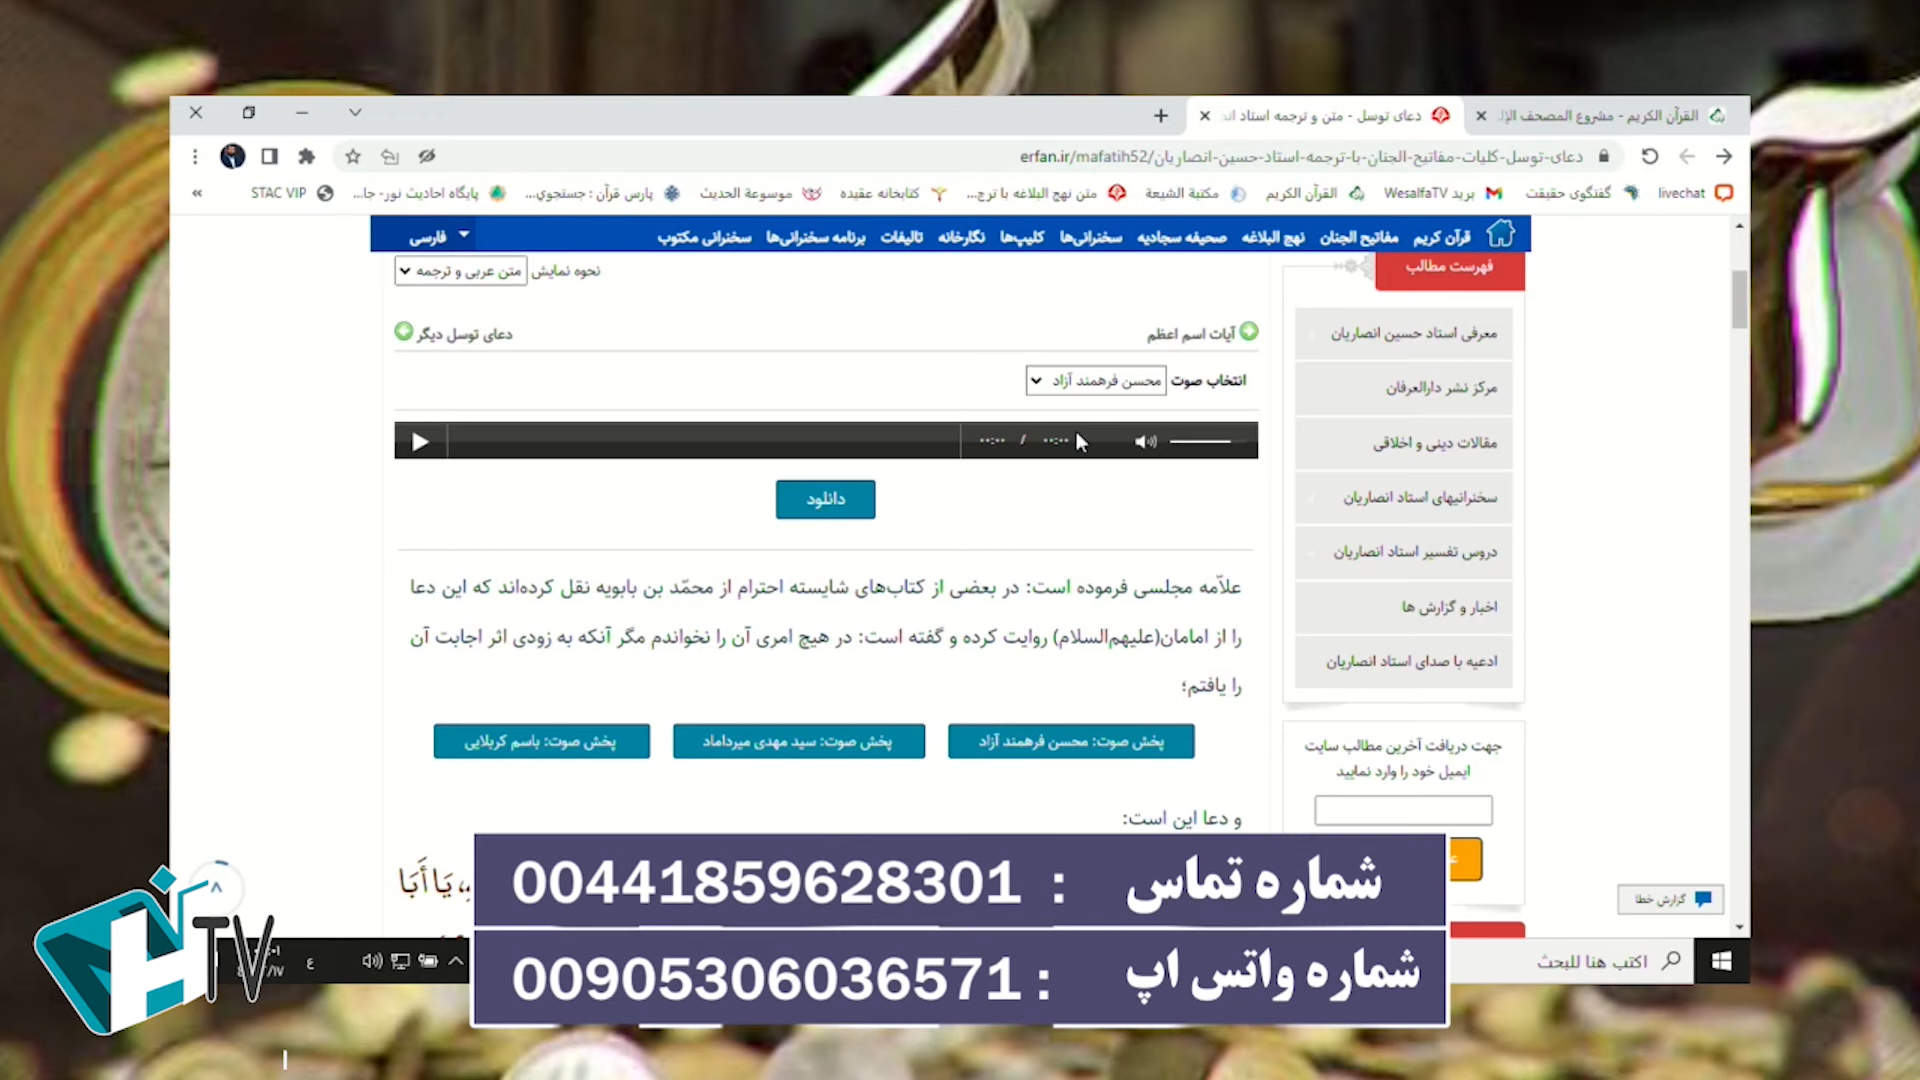 القرآن الكريم - مشروع المصحف الإل
دعای توسل - متن و ترجمه استاد
erfan.ir/mafatih52/دعای-توسل-کلیات-مفاتیح-الجنان-با-ترجمه-استاد-حسین-انصاریان
livechat
گفتگوی حقیقت
بريد WesalfaTV
القرآن الكريم
مكتبة الشيعة
متن نهج البلاغه با ترج...
کتابخانه عقیده
موسوعة الحديث
پارس قرآن : جستجوي...
پایگاه احادیث نور- جا...
STAC VIP
قرآن کریم مفاتیح الجنان نهج البلاغه صحیفه سجادیه سخنرانی‌ها کلیپ‌ها نگارخانه تالیفات برنامه سخنرانی‌ها سخنرانی مکتوب فارسی
فهرست مطالب
معرفی استاد حسین انصاریان
مرکز نشر دارالعرفان
مقالات دینی و اخلاقی
سخنرانیهای استاد انصاریان
دروس تفسیر استاد انصاریان
اخبار و گزارش ها
ادعیه با صدای استاد انصاریان
جهت دریافت آخرین مطالب سایت
ایمیل خود را وارد نمایید
نحوه نمایش متن عربی و ترجمه
آیات اسم اعظم
دعای توسل دیگر
انتخاب صوت محسن فرهمند آزاد
--:-- / --:--
دانلود
علاّمه مجلسی فرموده است: در بعضی از کتاب‌های شایسته احترام از محمّد بن بابویه نقل کرده‌اند که این دعا
را از امامان(علیهم‌السلام) روایت کرده و گفته است: در هیچ امری آن را نخواندم مگر آنکه به زودی اثر اجابت آن
را یافتم؛
پخش صوت: محسن فرهمند آزاد
پخش صوت: سید مهدی میرداماد
پخش صوت: باسم کربلایی
و دعا این است:
يَا أَبَا
گزارش خطا
شماره تماس : 00441859628301
شماره واتس اپ : 00905306036571
اكتب هنا للبحث
ع
TV